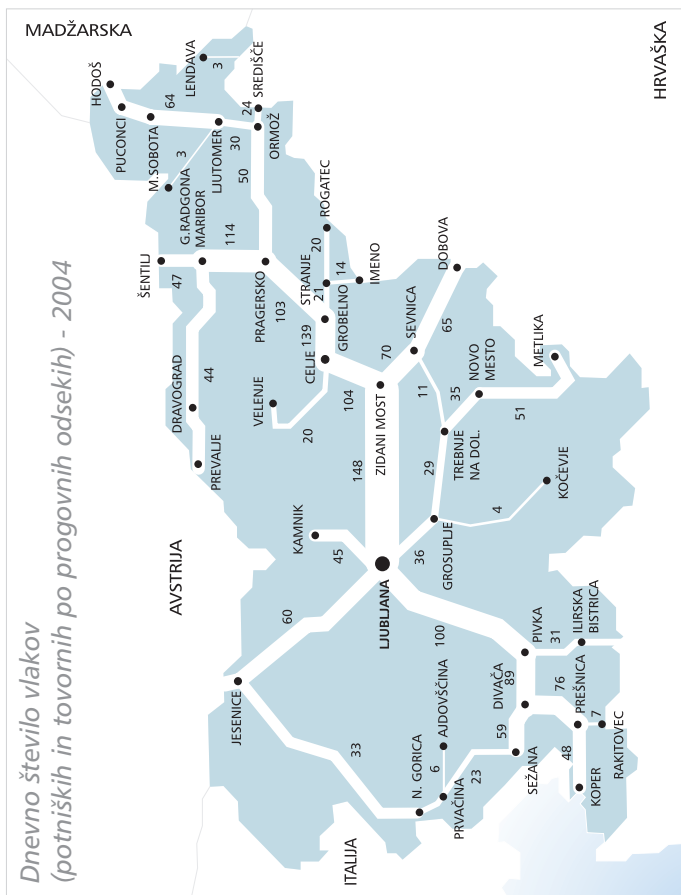 Dnevno število vlakov
(potniških in tovornih po progovnih odsekih) - 2004
MADŽARSKA
HRVAŠKA
AVSTRIJA
ITALIJA
HODOŠ
PUCONCI
M.SOBOTA
64
LENDAVA
3
SREDIŠČE
24
ORMOŽ
LJUTOMER
30
3
G.RADGONA
50
MARIBOR
114
ŠENTILJ
47
PRAGERSKO
103
ROGATEC
20
STRANJE
14
IMENO
21
GROBELNO
139
CELJE
DOBOVA
65
SEVNICA
70
DRAVOGRAD
44
PREVALJE
VELENJE
20
104
ZIDANI MOST
148
11
35
NOVO
MESTO
METLIKA
51
TREBNJE
NA DOL.
29
KOČEVJE
4
GROSUPLJE
36
KAMNIK
45
LJUBLJANA
60
JESENICE
33
100
PIVKA
31
ILIRSKA
BISTRICA
DIVAČA
89
76
PREŠNICA
7
RAKITOVEC
48
KOPER
59
SEŽANA
AJDOVŠČINA
6
N. GORICA
PRVAČINA
23